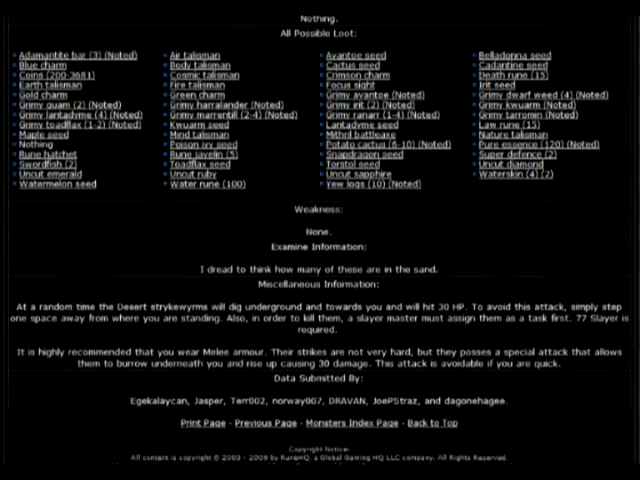 Nothing.
All Possible Loot:
Adamantite bar (3) (Noted) Air talisman Avantoe seed Belladonna seed
Blue charm Body talisman Cactus seed Cadantine seed
Coins (200-3681) Cosmic talisman Crimson charm Death rune (15)
Earth talisman Fire talisman Focus sight Irit seed
Gold charm Green charm Grimy avantoe (Noted) Grimy dwarf weed (4) (Noted)
Grimy guam (2) (Noted) Grimy harralander (Noted) Grimy irit (2) (Noted) Grimy kwuarm (Noted)
Grimy lantadyme (4) (Noted) Grimy marrentill (2-4) (Noted) Grimy ranarr (1-4) (Noted) Grimy tarromin (Noted)
Grimy toadflax (1-2) (Noted) Kwuarm seed Lantadyme seed Law rune (15)
Maple seed Mind talisman Mithril battleaxe Nature talisman
Nothing Poison ivy seed Potato cactus (6-10) (Noted) Pure essence (120) (Noted)
Rune hatchet Rune javelin (5) Snapdragon seed Super defence (2)
Swordfish (2) Toadflax seed Torstol seed Uncut diamond
Uncut emerald Uncut ruby Uncut sapphire Waterskin (4) (2)
Watermelon seed Water rune (100) Yew logs (10) (Noted)
Weakness:
None.
Examine Information:
I dread to think how many of these are in the sand.
Miscellaneous Information:
At a random time the Desert strykewyrms will dig underground and towards you and will hit 30 HP. To avoid this attack, simply step
one space away from where you are standing. Also, in order to kill them, a slayer master must assign them as a task first. 77 Slayer is
required.
It is highly recommended that you wear Melee armour. Their strikes are not very hard, but they posses a special attack that allows
them to burrow underneath you and rise up causing 30 damage. This attack is avoidable if you are quick.
Data Submitted By:
Egekalaycan, Jasper, Terr002, norway007, DRAVAN, JoePStraz, and dagonehagee.
Print Page - Previous Page - Monsters Index Page - Back to Top
Copyright Notice:
All content is copyright © 2003 - 2009 by RuneHQ, a Global Gaming HQ LLC company. All Rights Reserved.